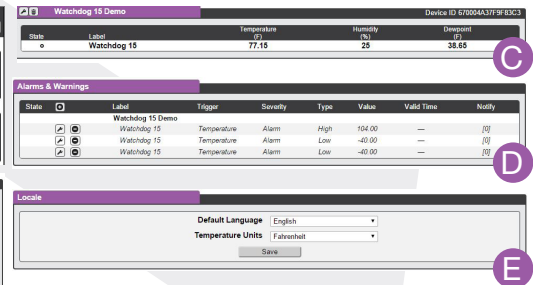 Watchdog 15 Demo Device ID 670004A37F9F83C3
State Label Temperature (F) Humidity (%) Dewpoint (F)
Watchdog 15 77.15 25 38.65
C
Alarms & Warnings
State Label Trigger Severity Type Value Valid Time Notify
Watchdog 15 Demo
Watchdog 15 Temperature Alarm High 104.00 — [0]
Watchdog 15 Temperature Alarm Low -40.00 — [0]
Watchdog 15 Temperature Alarm Low -40.00 — [0]
D
Locale
Default Language English
Temperature Units Fahrenheit
Save
E